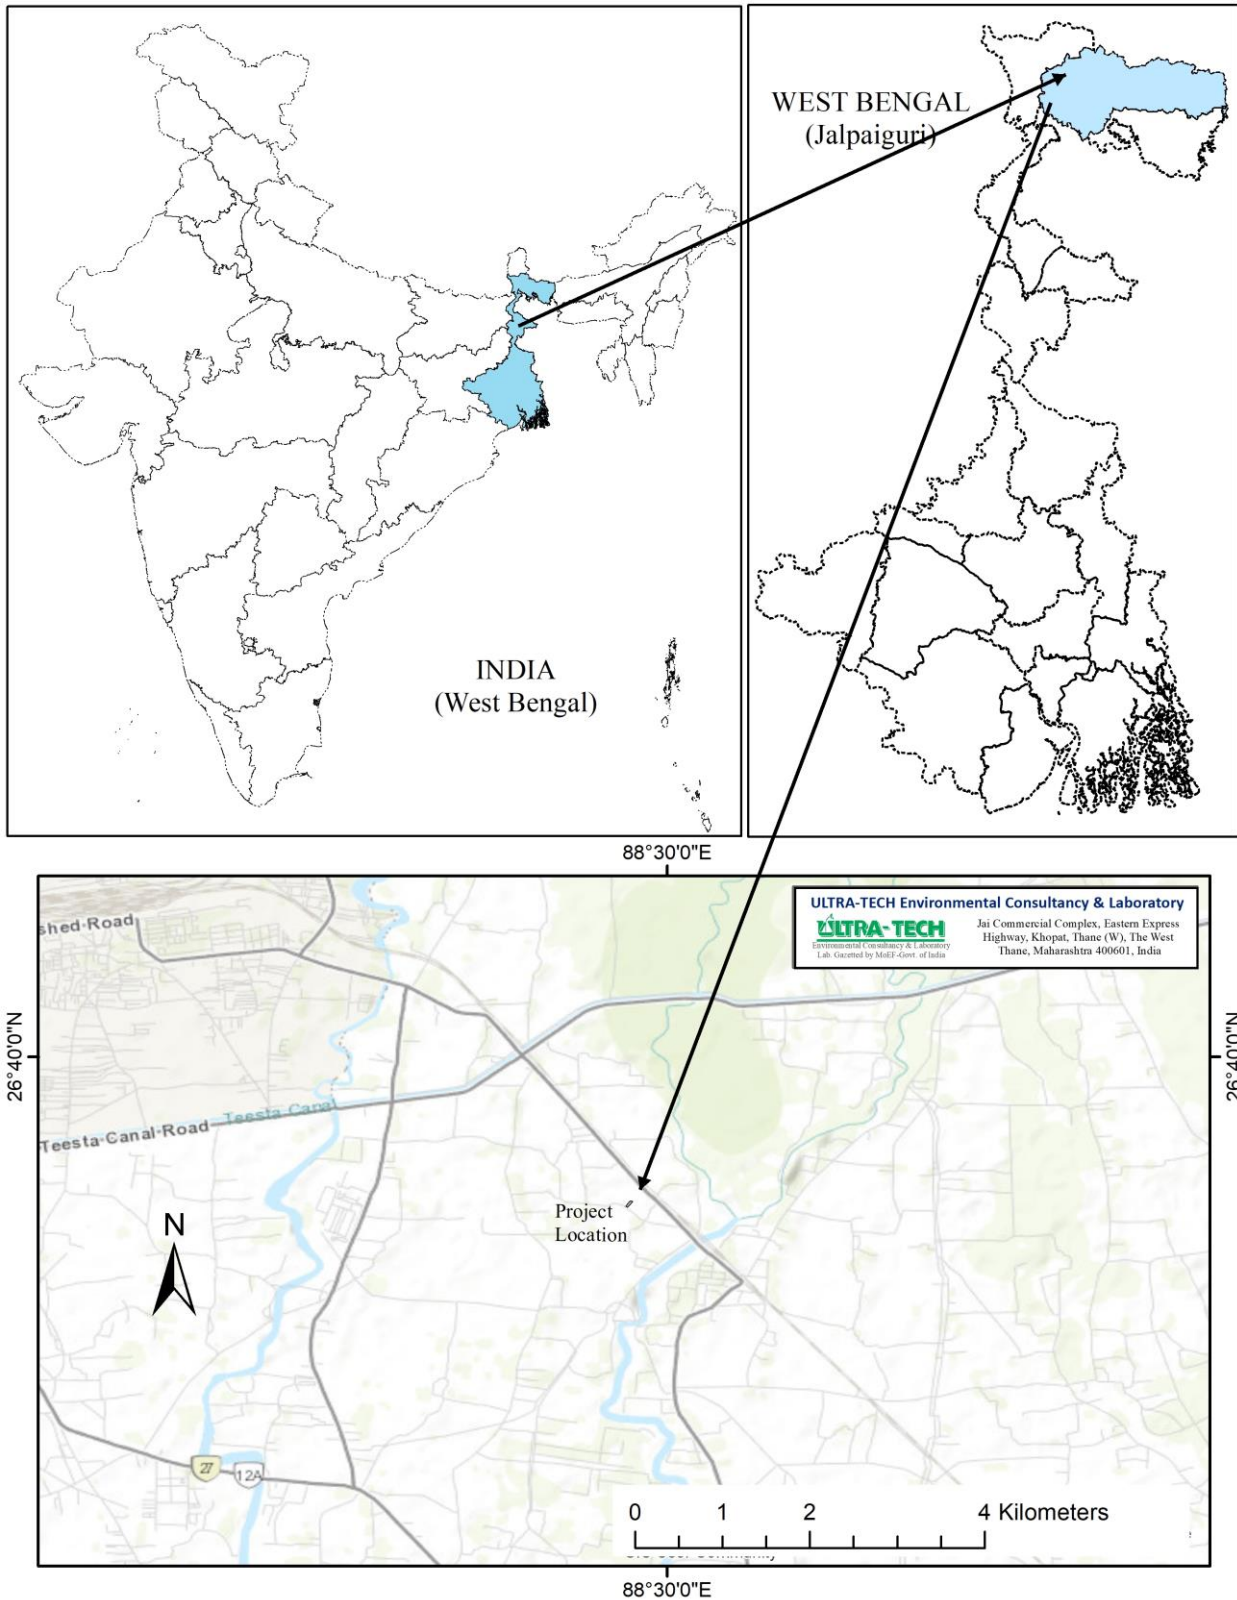 WEST BENGAL
(Jalpaiguri)
INDIA
(West Bengal)
88°30'0"E
ULTRA-TECH Environmental Consultancy & Laboratory
ULTRA-TECH
Environmental Consultancy & Laboratory
Lab. Gazetted by MoEF-Govt. of India
Jai Commercial Complex, Eastern Express
Highway, Khopat, Thane (W), The West
Thane, Maharashtra 400601, India
shed-Road
26°40'0"N
26°40'0"N
Teesta Canal
Teesta-Canal-Road
Project
Location
N
27
12A
0 1 2 4 Kilometers
88°30'0"E